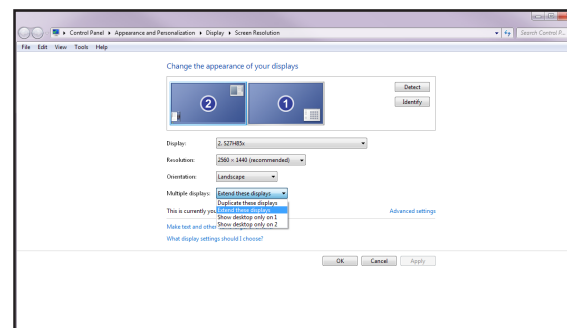 Control Panel ▸ Appearance and Personalization ▸ Display ▸ Screen Resolution
Search Control P...
File Edit View Tools Help
Change the appearance of your displays
2
1
Detect
Identify
Display: 2. S27H85x
Resolution: 2560 × 1440 (recommended)
Orientation: Landscape
Multiple displays: Extend these displays
Duplicate these displays
This is currently you
Extend these displays
Advanced settings
Show desktop only on 1
Make text and other
Show desktop only on 2
What display settings should I choose?
OK Cancel Apply